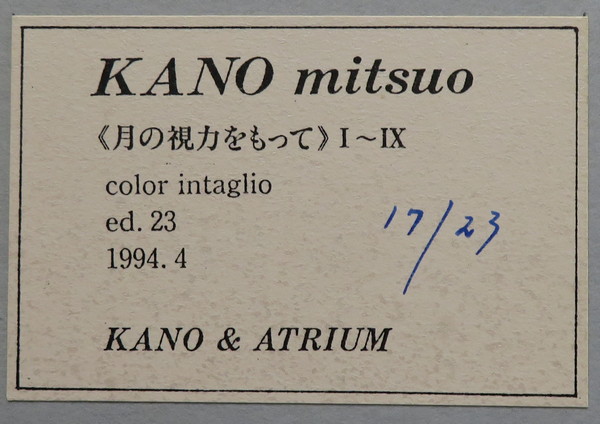 KANO mitsuo
《月の視力をもって》I～IX
color intaglio
ed. 23
1994. 4
17/23
KANO & ATRIUM